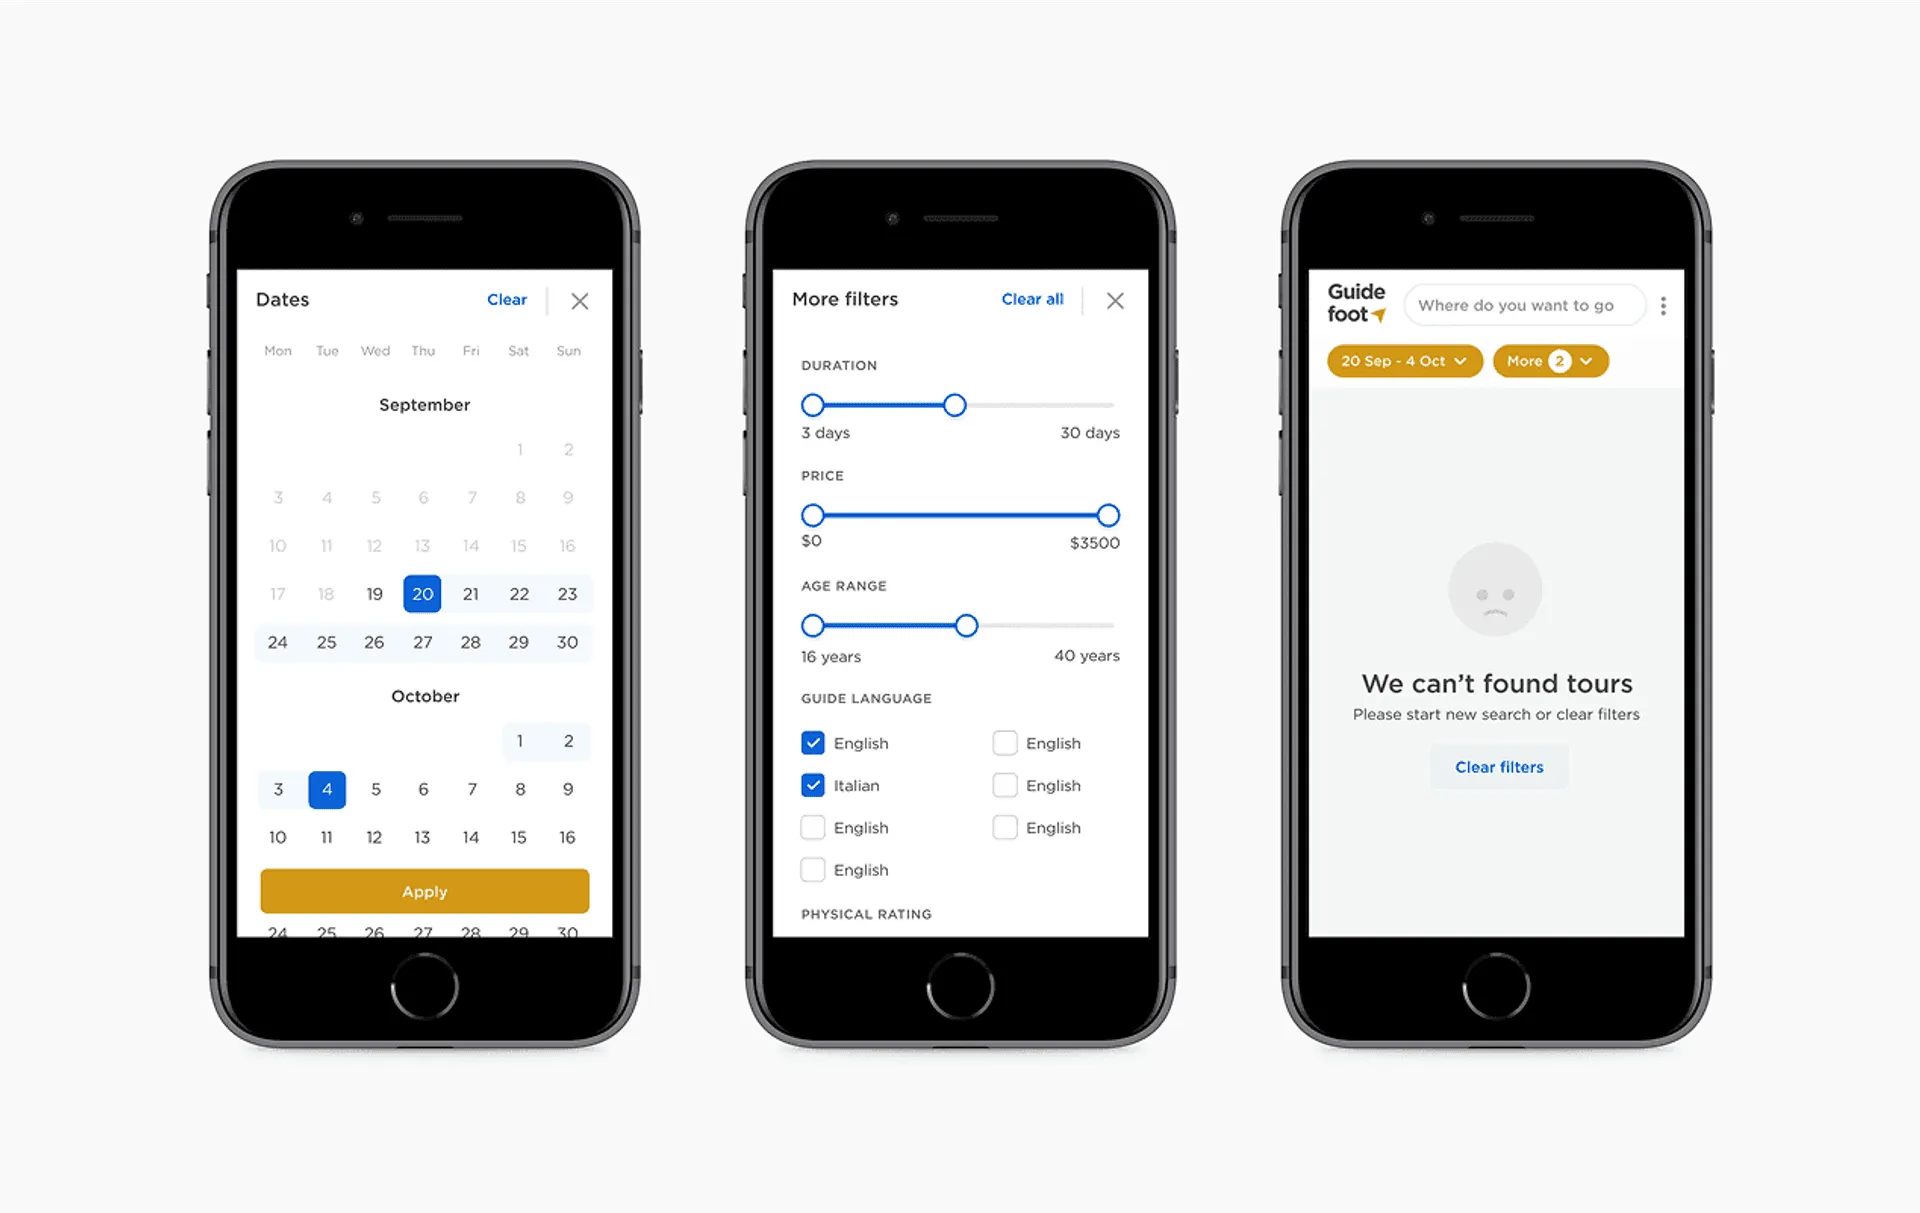 Dates Clear
Mon Tue Wed Thu Fri Sat Sun
September
1 2
3 4 5 6 7 8 9
10 11 12 13 14 15 16
17 18 19 20 21 22 23
24 25 26 27 28 29 30
October
1 2
3 4 5 6 7 8 9
10 11 12 13 14 15 16
Apply
24 25 26 27 28 29 30
More filters Clear all
DURATION
3 days 30 days
PRICE
$0 $3500
AGE RANGE
16 years 40 years
GUIDE LANGUAGE
English English
Italian English
English English
English
PHYSICAL RATING
Guide
foot
Where do you want to go
20 Sep - 4 Oct More 2
We can't found tours
Please start new search or clear filters
Clear filters